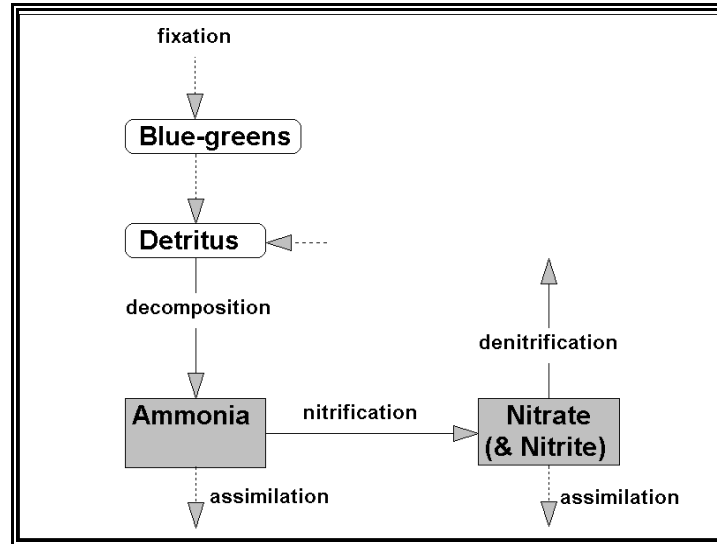 fixation
Blue-greens
Detritus
decomposition
denitrification
Ammonia
nitrification
Nitrate
(& Nitrite)
assimilation
assimilation